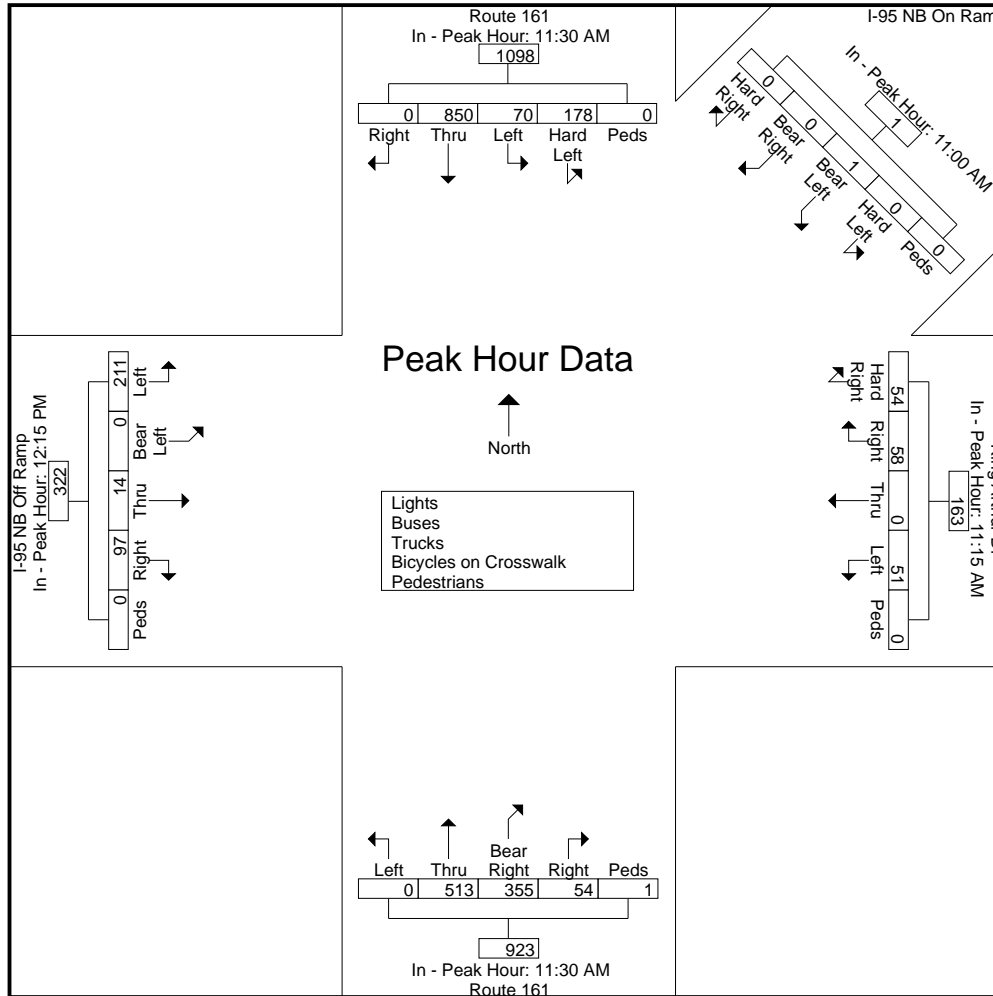 Route 161
In - Peak Hour: 11:30 AM
1098
0 850 70 178 0
Right Thru Left Hard Left Peds
I-95 NB On Ramp
In - Peak Hour: 11:00 AM
1
0 0 1 0 0
Hard Right Bear Right Bear Left Hard Left Peds
Peak Hour Data
North
Lights
Buses
Trucks
Bicycles on Crosswalk
Pedestrians
I-95 NB Off Ramp
In - Peak Hour: 12:15 PM
322
211 0 14 97 0
Left Bear Left Thru Right Peds
In - Peak Hour: 11:15 AM
163
54 58 0 51 0
Hard Right Right Thru Left Peds
Left Thru Bear Right Right Peds
0 513 355 54 1
923
In - Peak Hour: 11:30 AM
Route 161